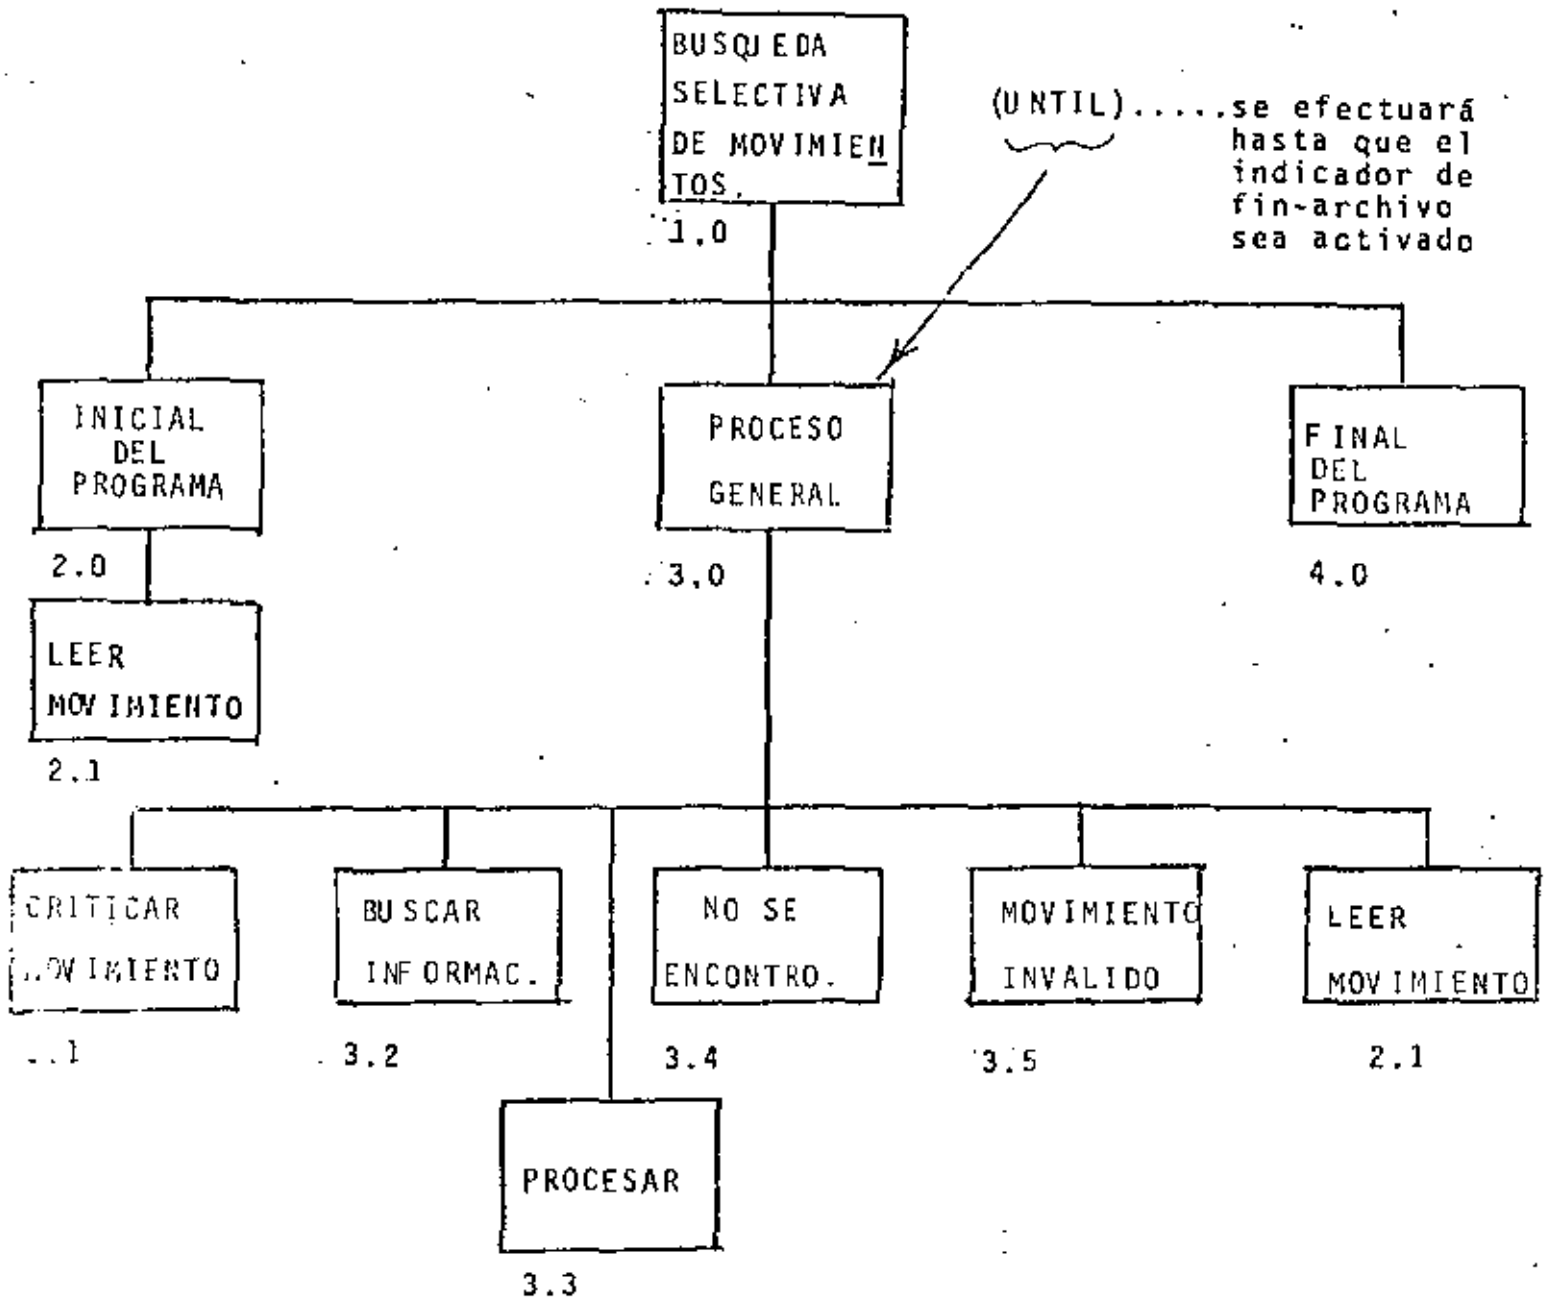 BUSQUEDA
SELECTIVA
DE MOVIMIEN
TOS.
1.0
(UNTIL).....se efectuará
hasta que el
indicador de
fin-archivo
sea activado
INICIAL
DEL
PROGRAMA
2.0
PROCESO
GENERAL
3.0
FINAL
DEL
PROGRAMA
4.0
LEER
MOVIMIENTO
2.1
CRITICAR
MOVIMIENTO
.1
BUSCAR
INFORMAC.
3.2
NO SE
ENCONTRO.
3.4
MOVIMIENTO
INVALIDO
3.5
LEER
MOVIMIENTO
2.1
PROCESAR
3.3